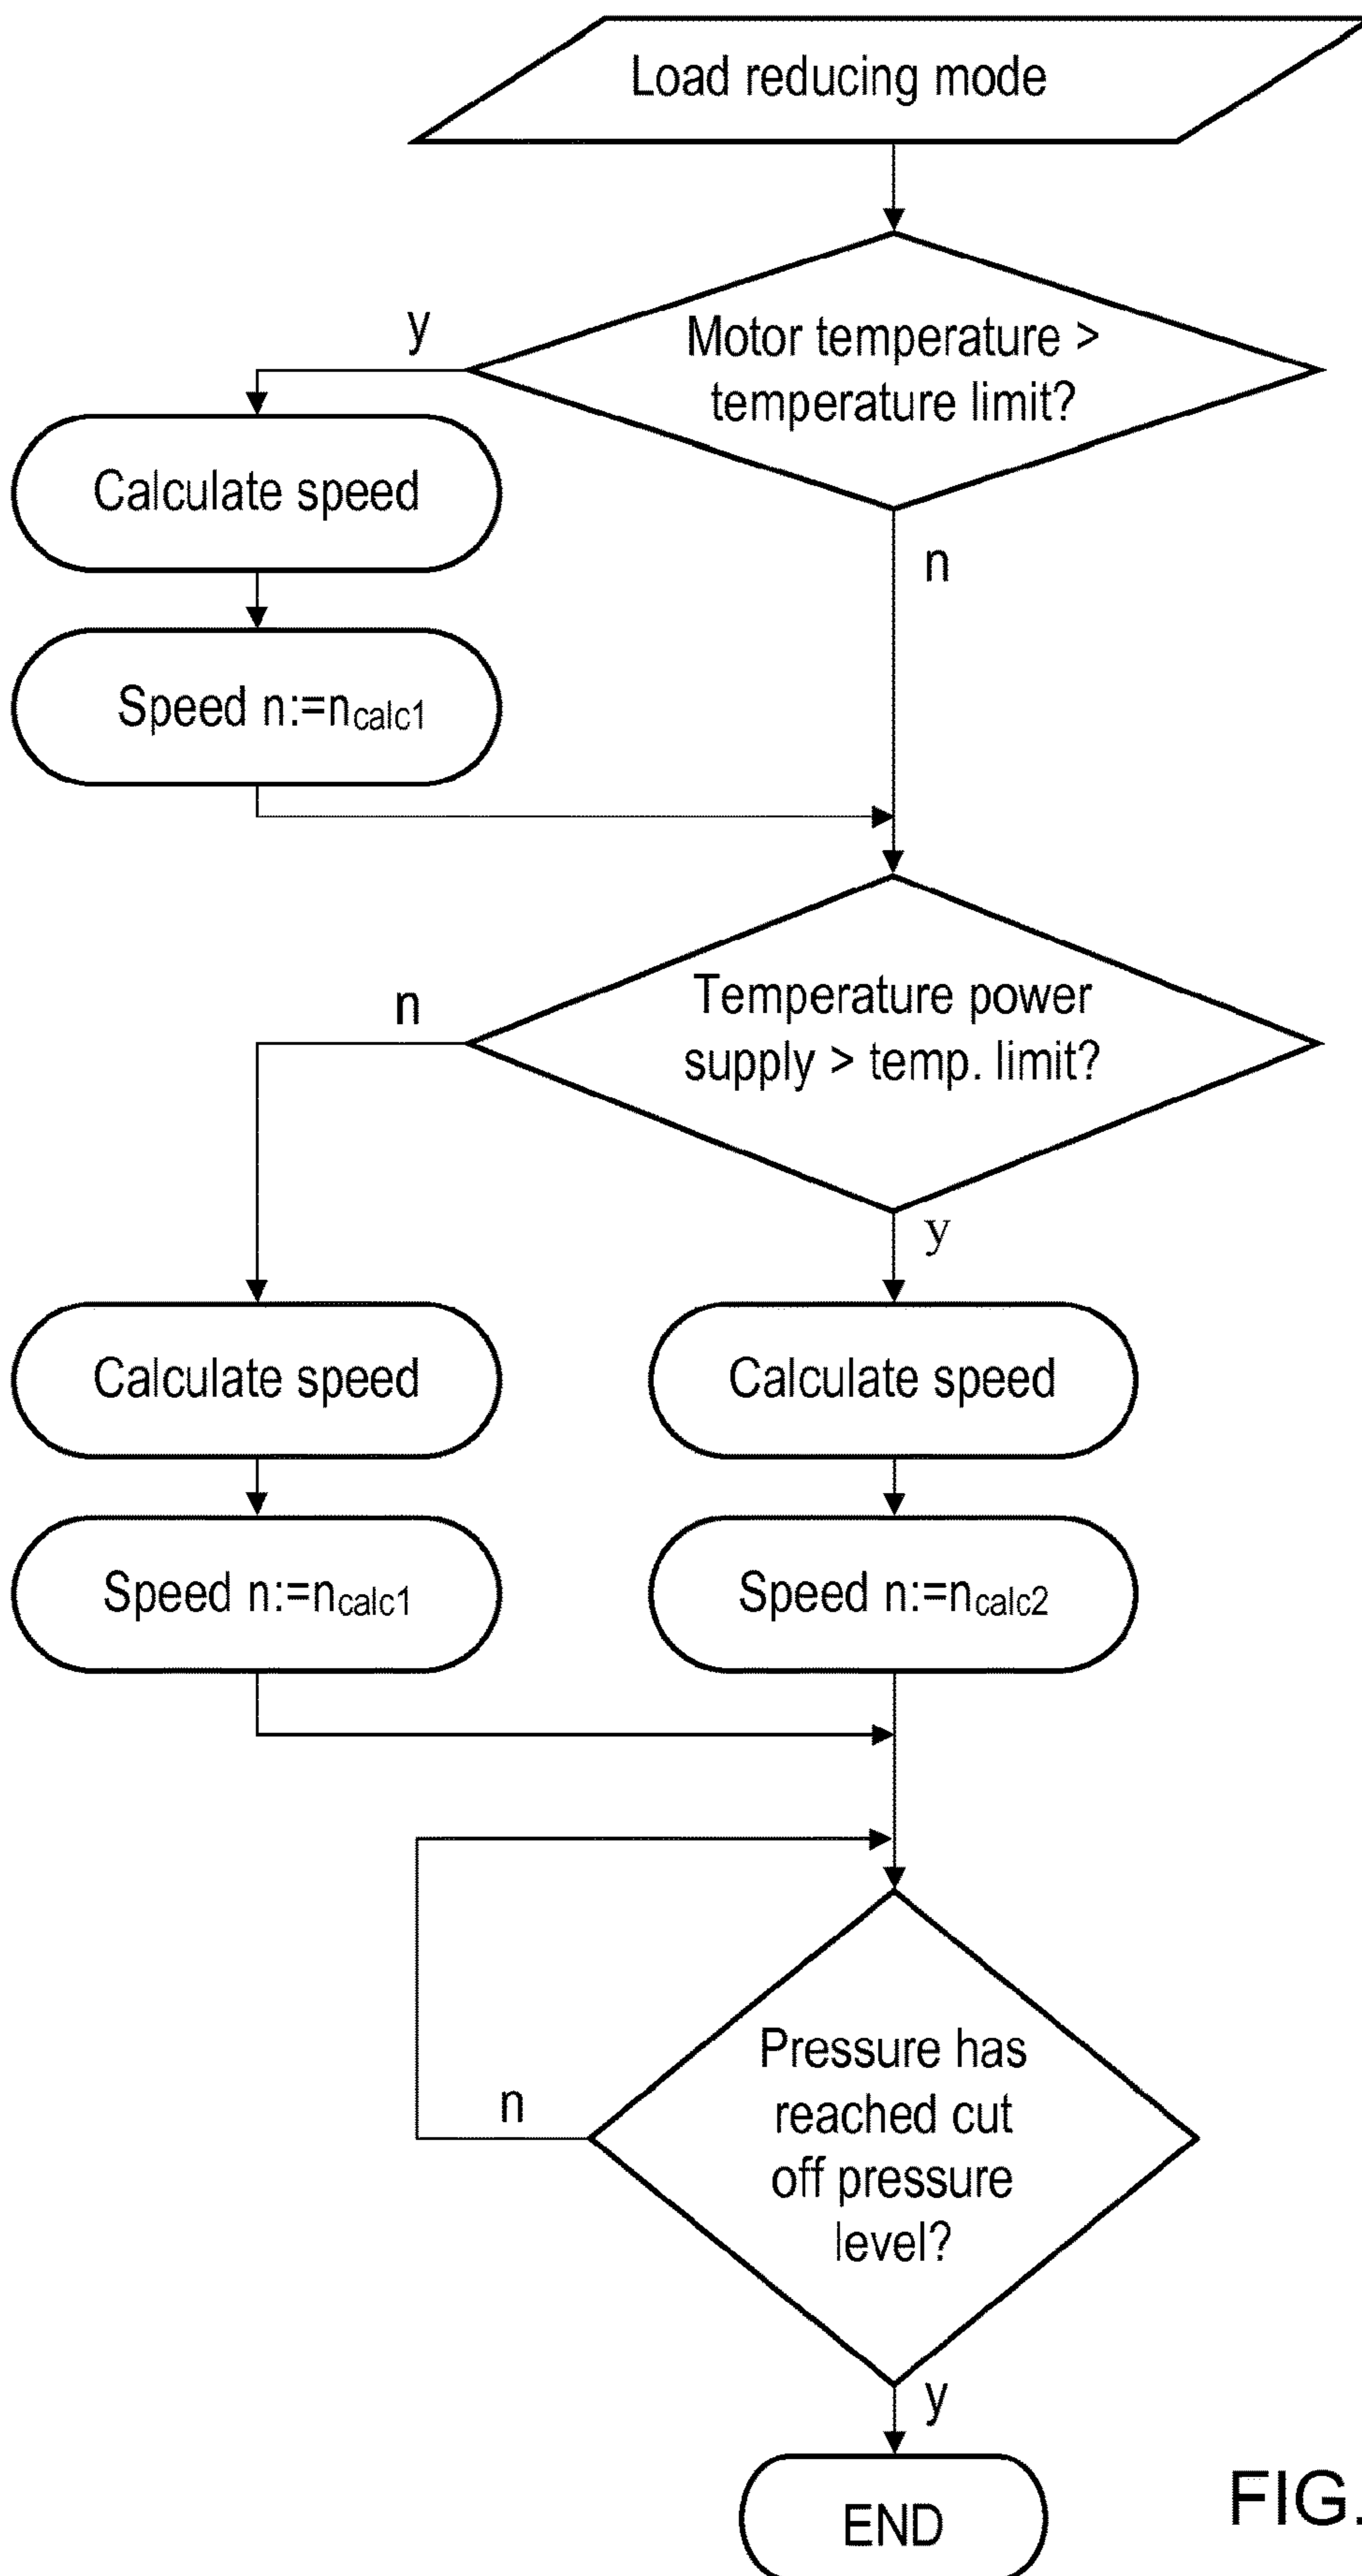 Load reducing mode
y
Motor temperature >
temperature limit?
Calculate speed
n
Speed n:=ncalc1
n
Temperature power
supply > temp. limit?
y
Calculate speed
Calculate speed
Speed n:=ncalc1
Speed n:=ncalc2
Pressure has
reached cut
off pressure
level?
n
y
END
FIG.